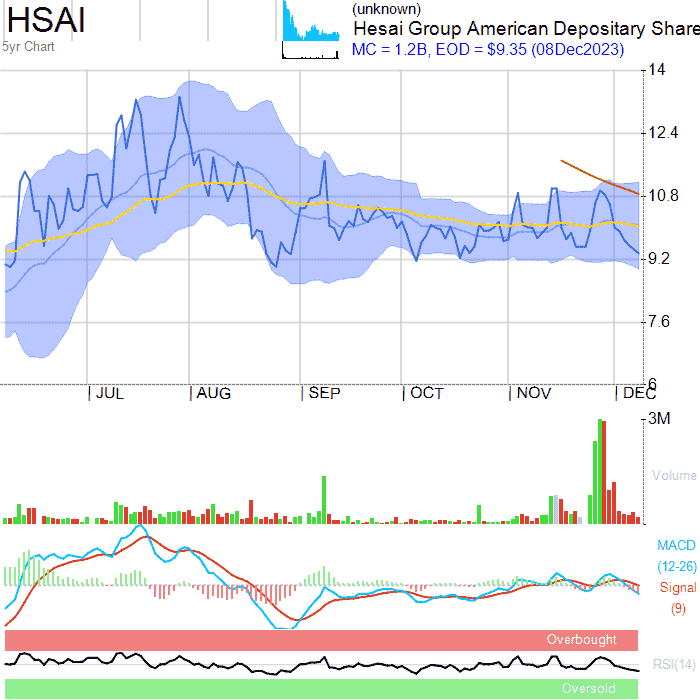 HSAI
5yr Chart
(unknown)
Hesai Group American Depositary Share
MC = 1.2B, EOD = $9.35 (08Dec2023)
14
12.4
10.8
9.2
7.6
6
JUL AUG SEP OCT NOV DEC
3M
Volume
MACD
(12-26)
Signal
(9)
Overbought
RSI(14)
Oversold